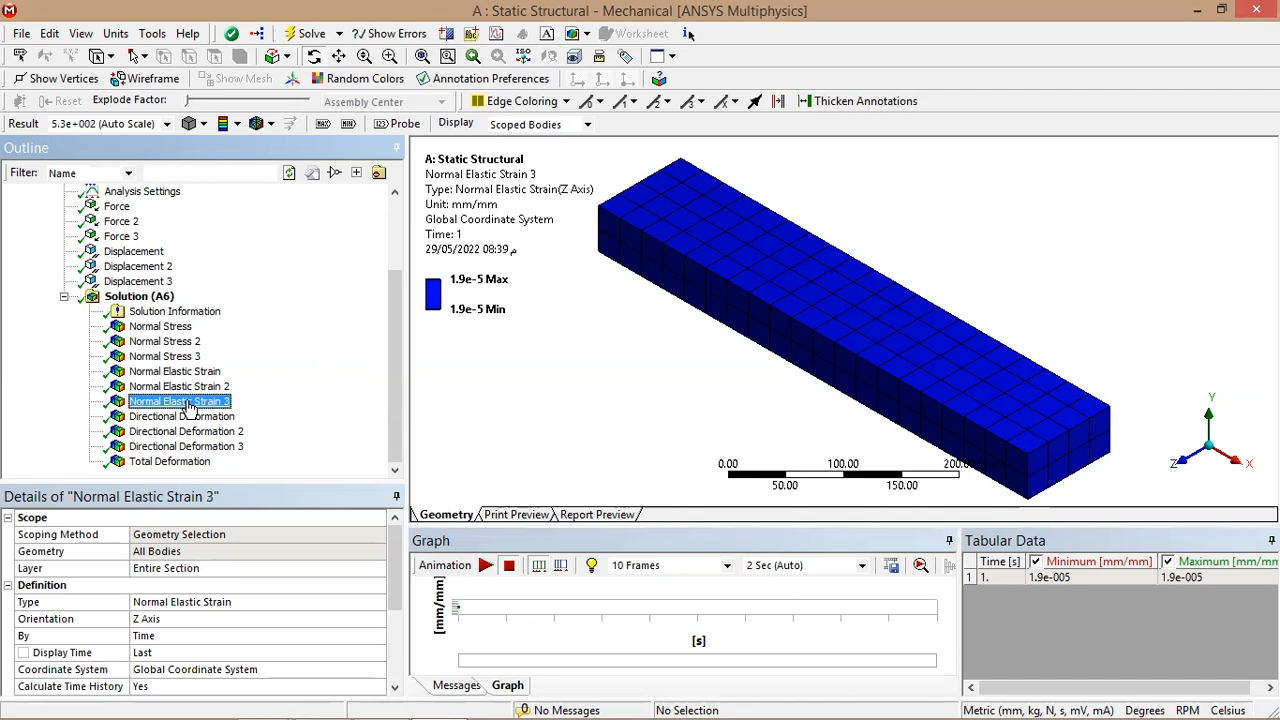 A : Static Structural - Mechanical [ANSYS Multiphysics]
File Edit View Units Tools Help Solve Show Errors Worksheet
Show Vertices Wireframe Show Mesh Random Colors Annotation Preferences
Reset Explode Factor: Assembly Center Edge Coloring Thicken Annotations
Result 5.3e+002 (Auto Scale) Probe Display Scoped Bodies
Outline
Filter: Name
Analysis Settings
Force
Force 2
Force 3
Displacement
Displacement 2
Displacement 3
Solution (A6)
Solution Information
Normal Stress
Normal Stress 2
Normal Stress 3
Normal Elastic Strain
Normal Elastic Strain 2
Normal Elastic Strain 3
Directional Deformation
Directional Deformation 2
Directional Deformation 3
Total Deformation
Details of "Normal Elastic Strain 3"
Scope
Scoping Method Geometry Selection
Geometry All Bodies
Layer Entire Section
Definition
Type Normal Elastic Strain
Orientation Z Axis
By Time
Display Time Last
Coordinate System Global Coordinate System
Calculate Time History Yes
A: Static Structural
Normal Elastic Strain 3
Type: Normal Elastic Strain(Z Axis)
Unit: mm/mm
Global Coordinate System
Time: 1
29/05/2022 08:39 م
1.9e-5 Max
1.9e-5 Min
0.00 100.00 200.0
50.00 150.00
Y
Z X
Geometry Print Preview Report Preview
Graph
Animation 10 Frames 2 Sec (Auto)
[mm/mm]
[s]
Messages Graph
Tabular Data
Time [s] Minimum [mm/mm] Maximum [mm/mm
1 1. 1.9e-005 1.9e-005
No Messages No Selection Metric (mm, kg, N, s, mV, mA) Degrees RPM Celsius